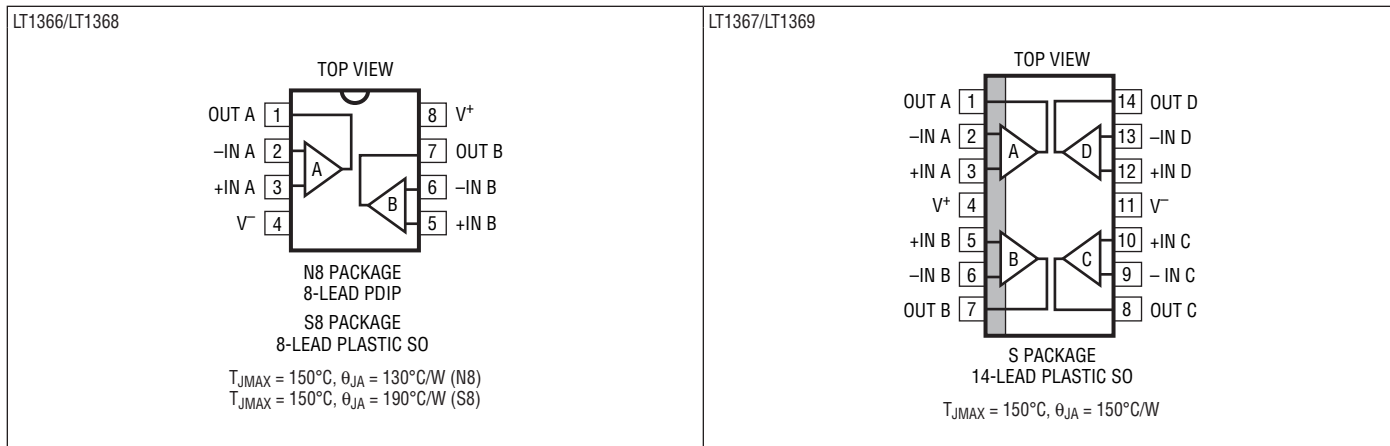 LT1366/LT1368
TOP VIEW
OUT A 1
–IN A 2
+IN A 3
V– 4
8 V+
7 OUT B
6 –IN B
5 +IN B
A
B
N8 PACKAGE
8-LEAD PDIP
S8 PACKAGE
8-LEAD PLASTIC SO
TJMAX = 150°C, θJA = 130°C/W (N8)
TJMAX = 150°C, θJA = 190°C/W (S8)
LT1367/LT1369
TOP VIEW
OUT A 1
–IN A 2
+IN A 3
V+ 4
+IN B 5
–IN B 6
OUT B 7
14 OUT D
13 –IN D
12 +IN D
11 V–
10 +IN C
9 – IN C
8 OUT C
A
D
B
C
S PACKAGE
14-LEAD PLASTIC SO
TJMAX = 150°C, θJA = 150°C/W